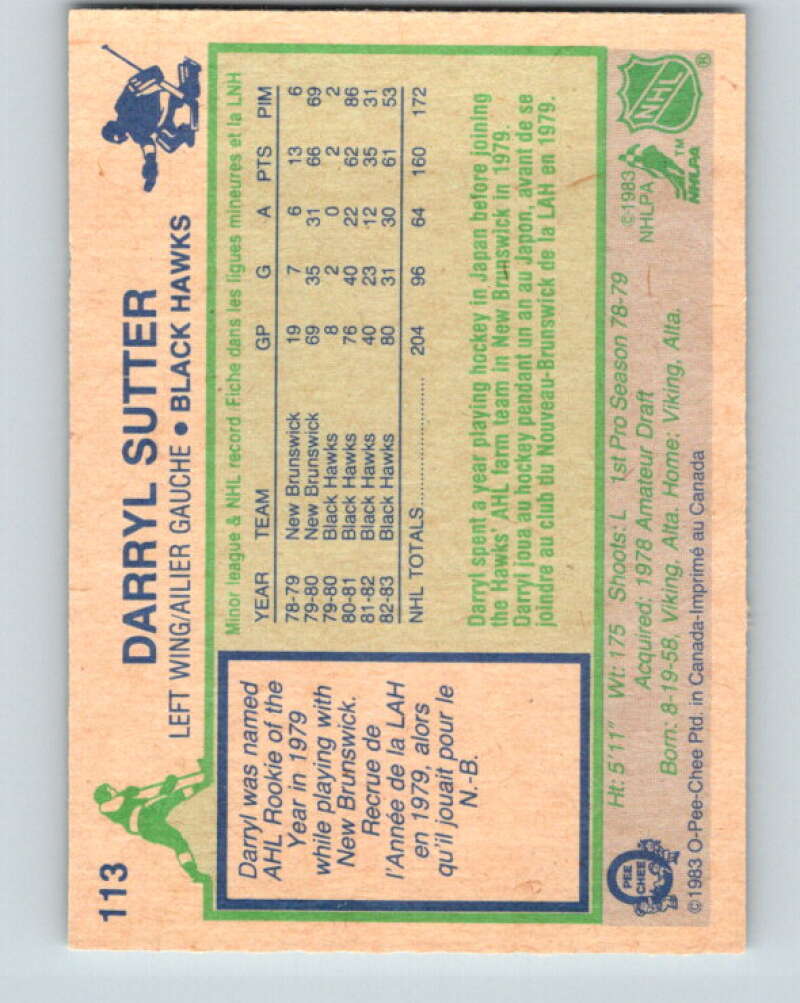 113
DARRYL SUTTER
LEFT WING/AILIER GAUCHE • BLACK HAWKS
Darryl was named
AHL Rookie of the
Year in 1979
while playing with
New Brunswick.
Recrue de
l'Année de la LAH
en 1979, alors
qu'il jouait pour le
N.-B.
Minor league & NHL record/Fiche dans les ligues mineures et la LNH
YEAR TEAM GP G A PTS PIM
78-79 New Brunswick 19 7 6 13 6
79-80 New Brunswick 69 35 31 66 69
79-80 Black Hawks 8 2 0 2 2
80-81 Black Hawks 76 40 22 62 86
81-82 Black Hawks 40 23 12 35 31
82-83 Black Hawks 80 31 30 61 53
NHL TOTALS.................... 204 96 64 160 172
Darryl spent a year playing hockey in Japan before joining
the Hawks' AHL farm team in New Brunswick in 1979.
Darryl joua au hockey pendant un an au Japon, avant de se
joindre au club du Nouveau-Brunswick de la LAH en 1979.
O
PEE
CHEE
Ht: 5'11" Wt: 175 Shoots: L 1st Pro Season 78-79
Acquired: 1978 Amateur Draft
Born: 8-19-58, Viking, Alta. Home: Viking, Alta.
©1983 O-Pee-Chee Ptd. in Canada-Imprimé au Canada
©1983
NHLPA
NHLPA
TM
NHL
®